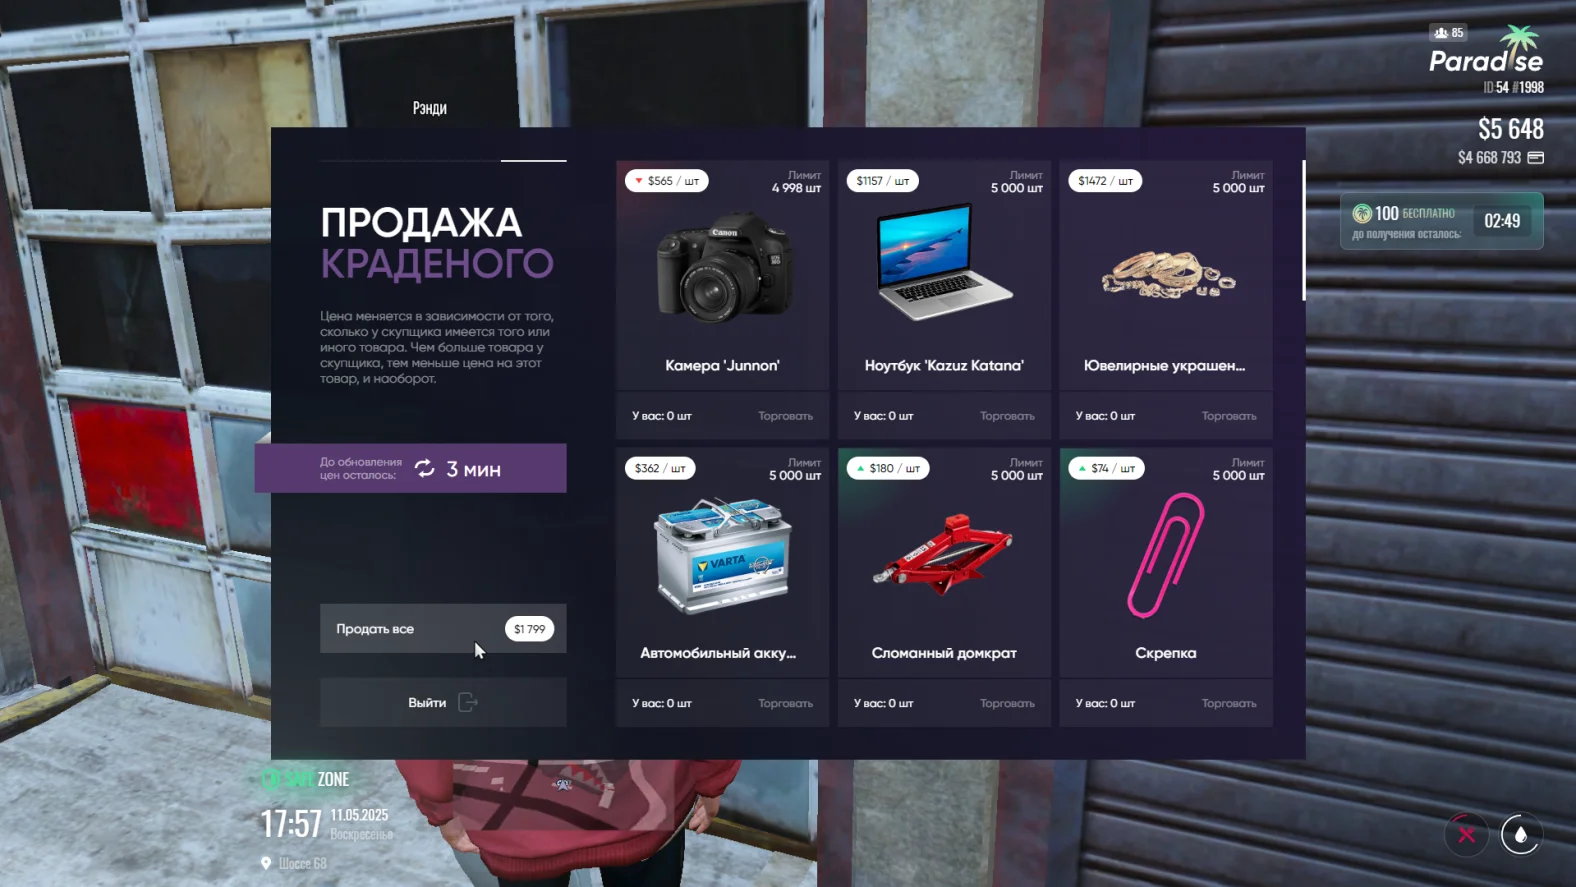 85
Paradise
ID:54 #1998
$5 648
$4 668 793
100 БЕСПЛАТНО
до получения осталось:
02:49
Рэнди
ПРОДАЖА
КРАДЕНОГО
Цена меняется в зависимости от того,
сколько у скупщика имеется того или
иного товара. Чем больше товара у
скупщика, тем меньше цена на этот
товар, и наоборот.
До обновления
цен осталось:
3 мин
Продать все
$1 799
Выйти
$565 / шт
Лимит
4 998 шт
Canon
Камера 'Junnon'
У вас: 0 шт
Торговать
$1157 / шт
Лимит
5 000 шт
Ноутбук 'Kazuz Katana'
У вас: 0 шт
Торговать
$1472 / шт
Лимит
5 000 шт
Ювелирные украшен...
У вас: 0 шт
Торговать
$362 / шт
Лимит
5 000 шт
VARTA
Автомобильный акку...
У вас: 0 шт
Торговать
$180 / шт
Лимит
5 000 шт
Сломанный домкрат
У вас: 0 шт
Торговать
$74 / шт
Лимит
5 000 шт
Скрепка
У вас: 0 шт
Торговать
SAFE ZONE
17:57
11.05.2025
Воскресенье
Шоссе 68